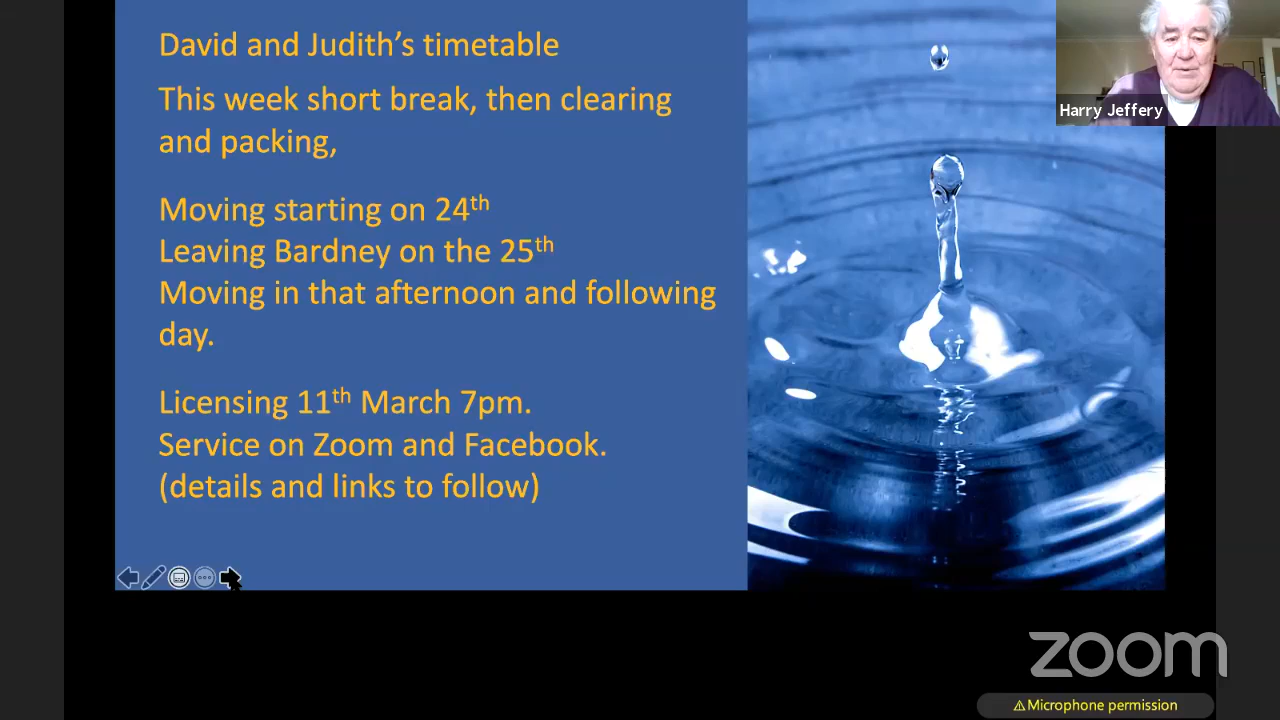 David and Judith’s timetable
This week short break, then clearing
and packing,
Moving starting on 24th
Leaving Bardney on the 25th
Moving in that afternoon and following
day.
Licensing 11th March 7pm.
Service on Zoom and Facebook.
(details and links to follow)
Harry Jeffery
zoom
⚠Microphone permission